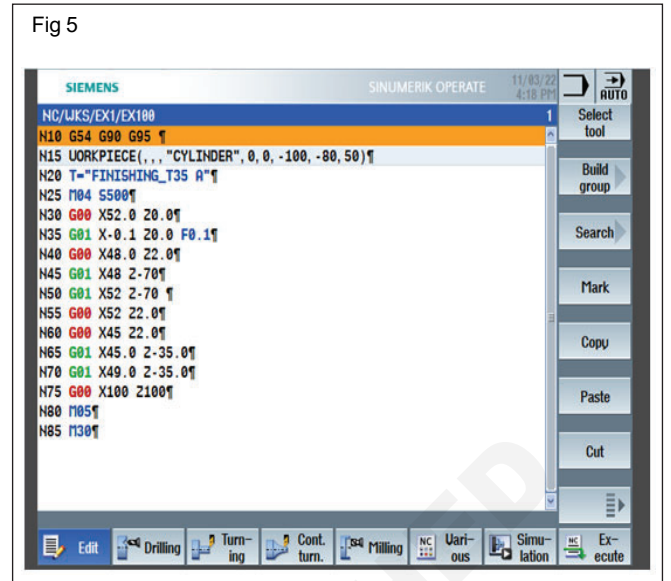 Fig 5
SIEMENS SINUMERIK OPERATE 11/03/22 4:18 PM AUTO
NC/WKS/EX1/EX100 1
N10 G54 G90 G95 ¶
N15 WORKPIECE(,,,"CYLINDER",0,0,-100,-80,50)¶
N20 T="FINISHING_T35 A"¶
N25 M04 S500¶
N30 G00 X52.0 Z0.0¶
N35 G01 X-0.1 Z0.0 F0.1¶
N40 G00 X48.0 Z2.0¶
N45 G01 X48 Z-70¶
N50 G01 X52 Z-70 ¶
N55 G00 X52 Z2.0¶
N60 G00 X45 Z2.0¶
N65 G01 X45.0 Z-35.0¶
N70 G01 X49.0 Z-35.0¶
N75 G00 X100 Z100¶
N80 M05¶
N85 M30¶
Select
tool
Build
group
Search
Mark
Copy
Paste
Cut
Edit
Drilling
Turn-
ing
Cont.
turn.
Milling
NC
Vari-
ous
Simu-
lation
NC
Ex-
ecute